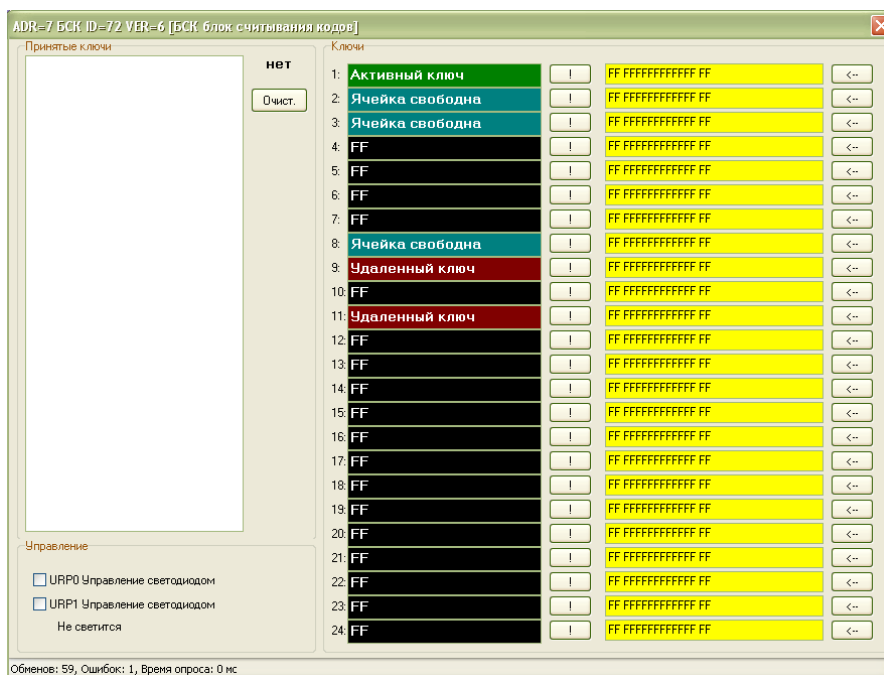 ADR=7 БСК ID=72 VER=6 [БСК блок считывания кодов]
Принятые ключи
нет
Очист.
Ключи
1: Активный ключ ! FF FFFFFFFFFFFF FF <--
2: Ячейка свободна ! FF FFFFFFFFFFFF FF <--
3: Ячейка свободна ! FF FFFFFFFFFFFF FF <--
4: FF ! FF FFFFFFFFFFFF FF <--
5: FF ! FF FFFFFFFFFFFF FF <--
6: FF ! FF FFFFFFFFFFFF FF <--
7: FF ! FF FFFFFFFFFFFF FF <--
8: Ячейка свободна ! FF FFFFFFFFFFFF FF <--
9: Удаленный ключ ! FF FFFFFFFFFFFF FF <--
10: FF ! FF FFFFFFFFFFFF FF <--
11: Удаленный ключ ! FF FFFFFFFFFFFF FF <--
12: FF ! FF FFFFFFFFFFFF FF <--
13: FF ! FF FFFFFFFFFFFF FF <--
14: FF ! FF FFFFFFFFFFFF FF <--
15: FF ! FF FFFFFFFFFFFF FF <--
16: FF ! FF FFFFFFFFFFFF FF <--
17: FF ! FF FFFFFFFFFFFF FF <--
18: FF ! FF FFFFFFFFFFFF FF <--
19: FF ! FF FFFFFFFFFFFF FF <--
20: FF ! FF FFFFFFFFFFFF FF <--
21: FF ! FF FFFFFFFFFFFF FF <--
22: FF ! FF FFFFFFFFFFFF FF <--
23: FF ! FF FFFFFFFFFFFF FF <--
24: FF ! FF FFFFFFFFFFFF FF <--
Управление
URP0 Управление светодиодом
URP1 Управление светодиодом
Не светится
Обменов: 59, Ошибок: 1, Время опроса: 0 мс